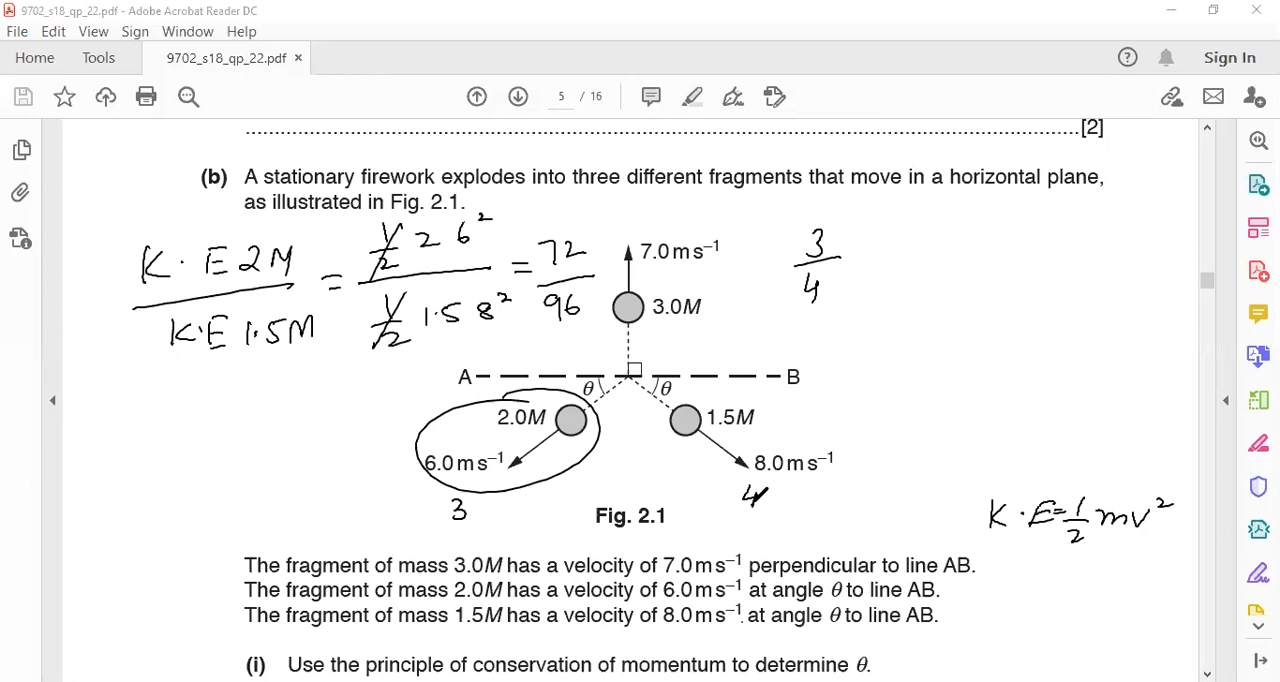 9702_s18_qp_22.pdf - Adobe Acrobat Reader DC
File Edit View Sign Window Help
Home Tools 9702_s18_qp_22.pdf × Sign In
5 / 16
........................................................................................................................[2]
(b) A stationary firework explodes into three different fragments that move in a horizontal plane,
as illustrated in Fig. 2.1.
K·E 2M / K·E 1.5M = 1/2 2 6² / 1/2 1.5 8² = 72/96
3/4
7.0 m s⁻¹
3.0M
A B
θ θ
2.0M 1.5M
6.0 m s⁻¹ 8.0 m s⁻¹
3 4
Fig. 2.1
K·E = 1/2 mv²
The fragment of mass 3.0M has a velocity of 7.0 m s⁻¹ perpendicular to line AB.
The fragment of mass 2.0M has a velocity of 6.0 m s⁻¹ at angle θ to line AB.
The fragment of mass 1.5M has a velocity of 8.0 m s⁻¹ at angle θ to line AB.
(i) Use the principle of conservation of momentum to determine θ.